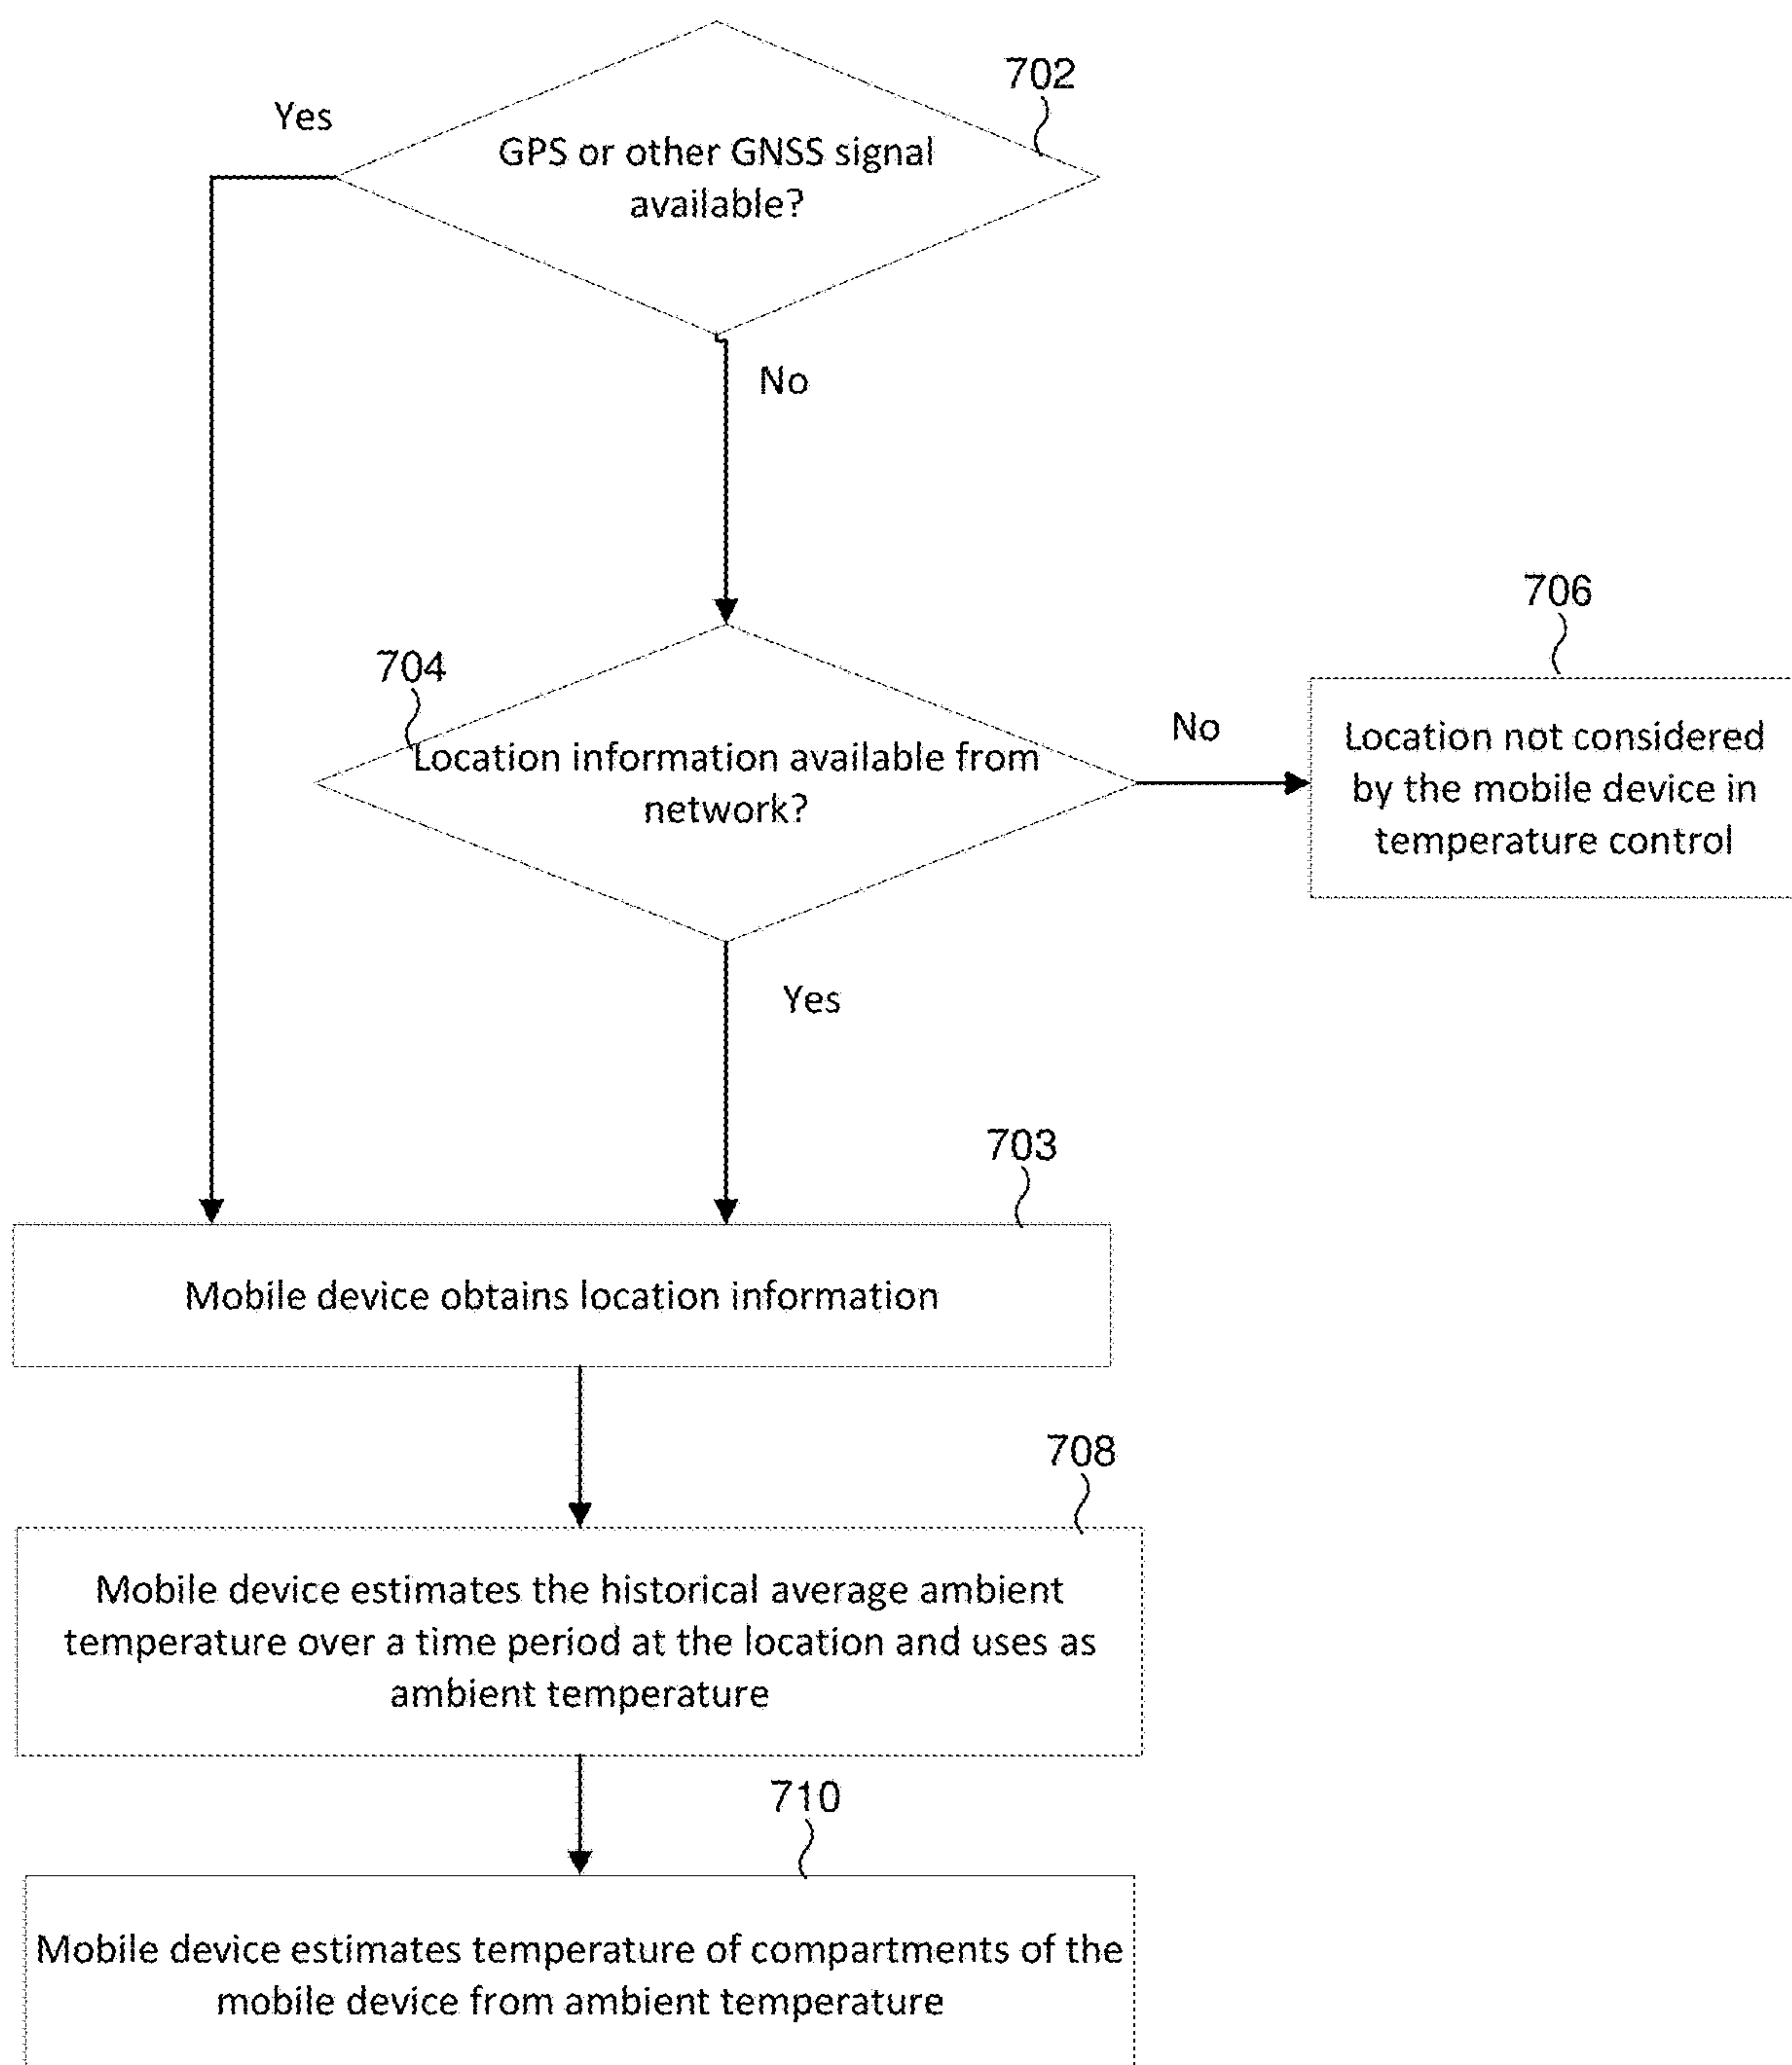 702
Yes
GPS or other GNSS signal
available?
No
706
704
No
Location information available from
network?
Location not considered
by the mobile device in
temperature control
Yes
703
Mobile device obtains location information
708
Mobile device estimates the historical average ambient
temperature over a time period at the location and uses as
ambient temperature
710
Mobile device estimates temperature of compartments of the
mobile device from ambient temperature